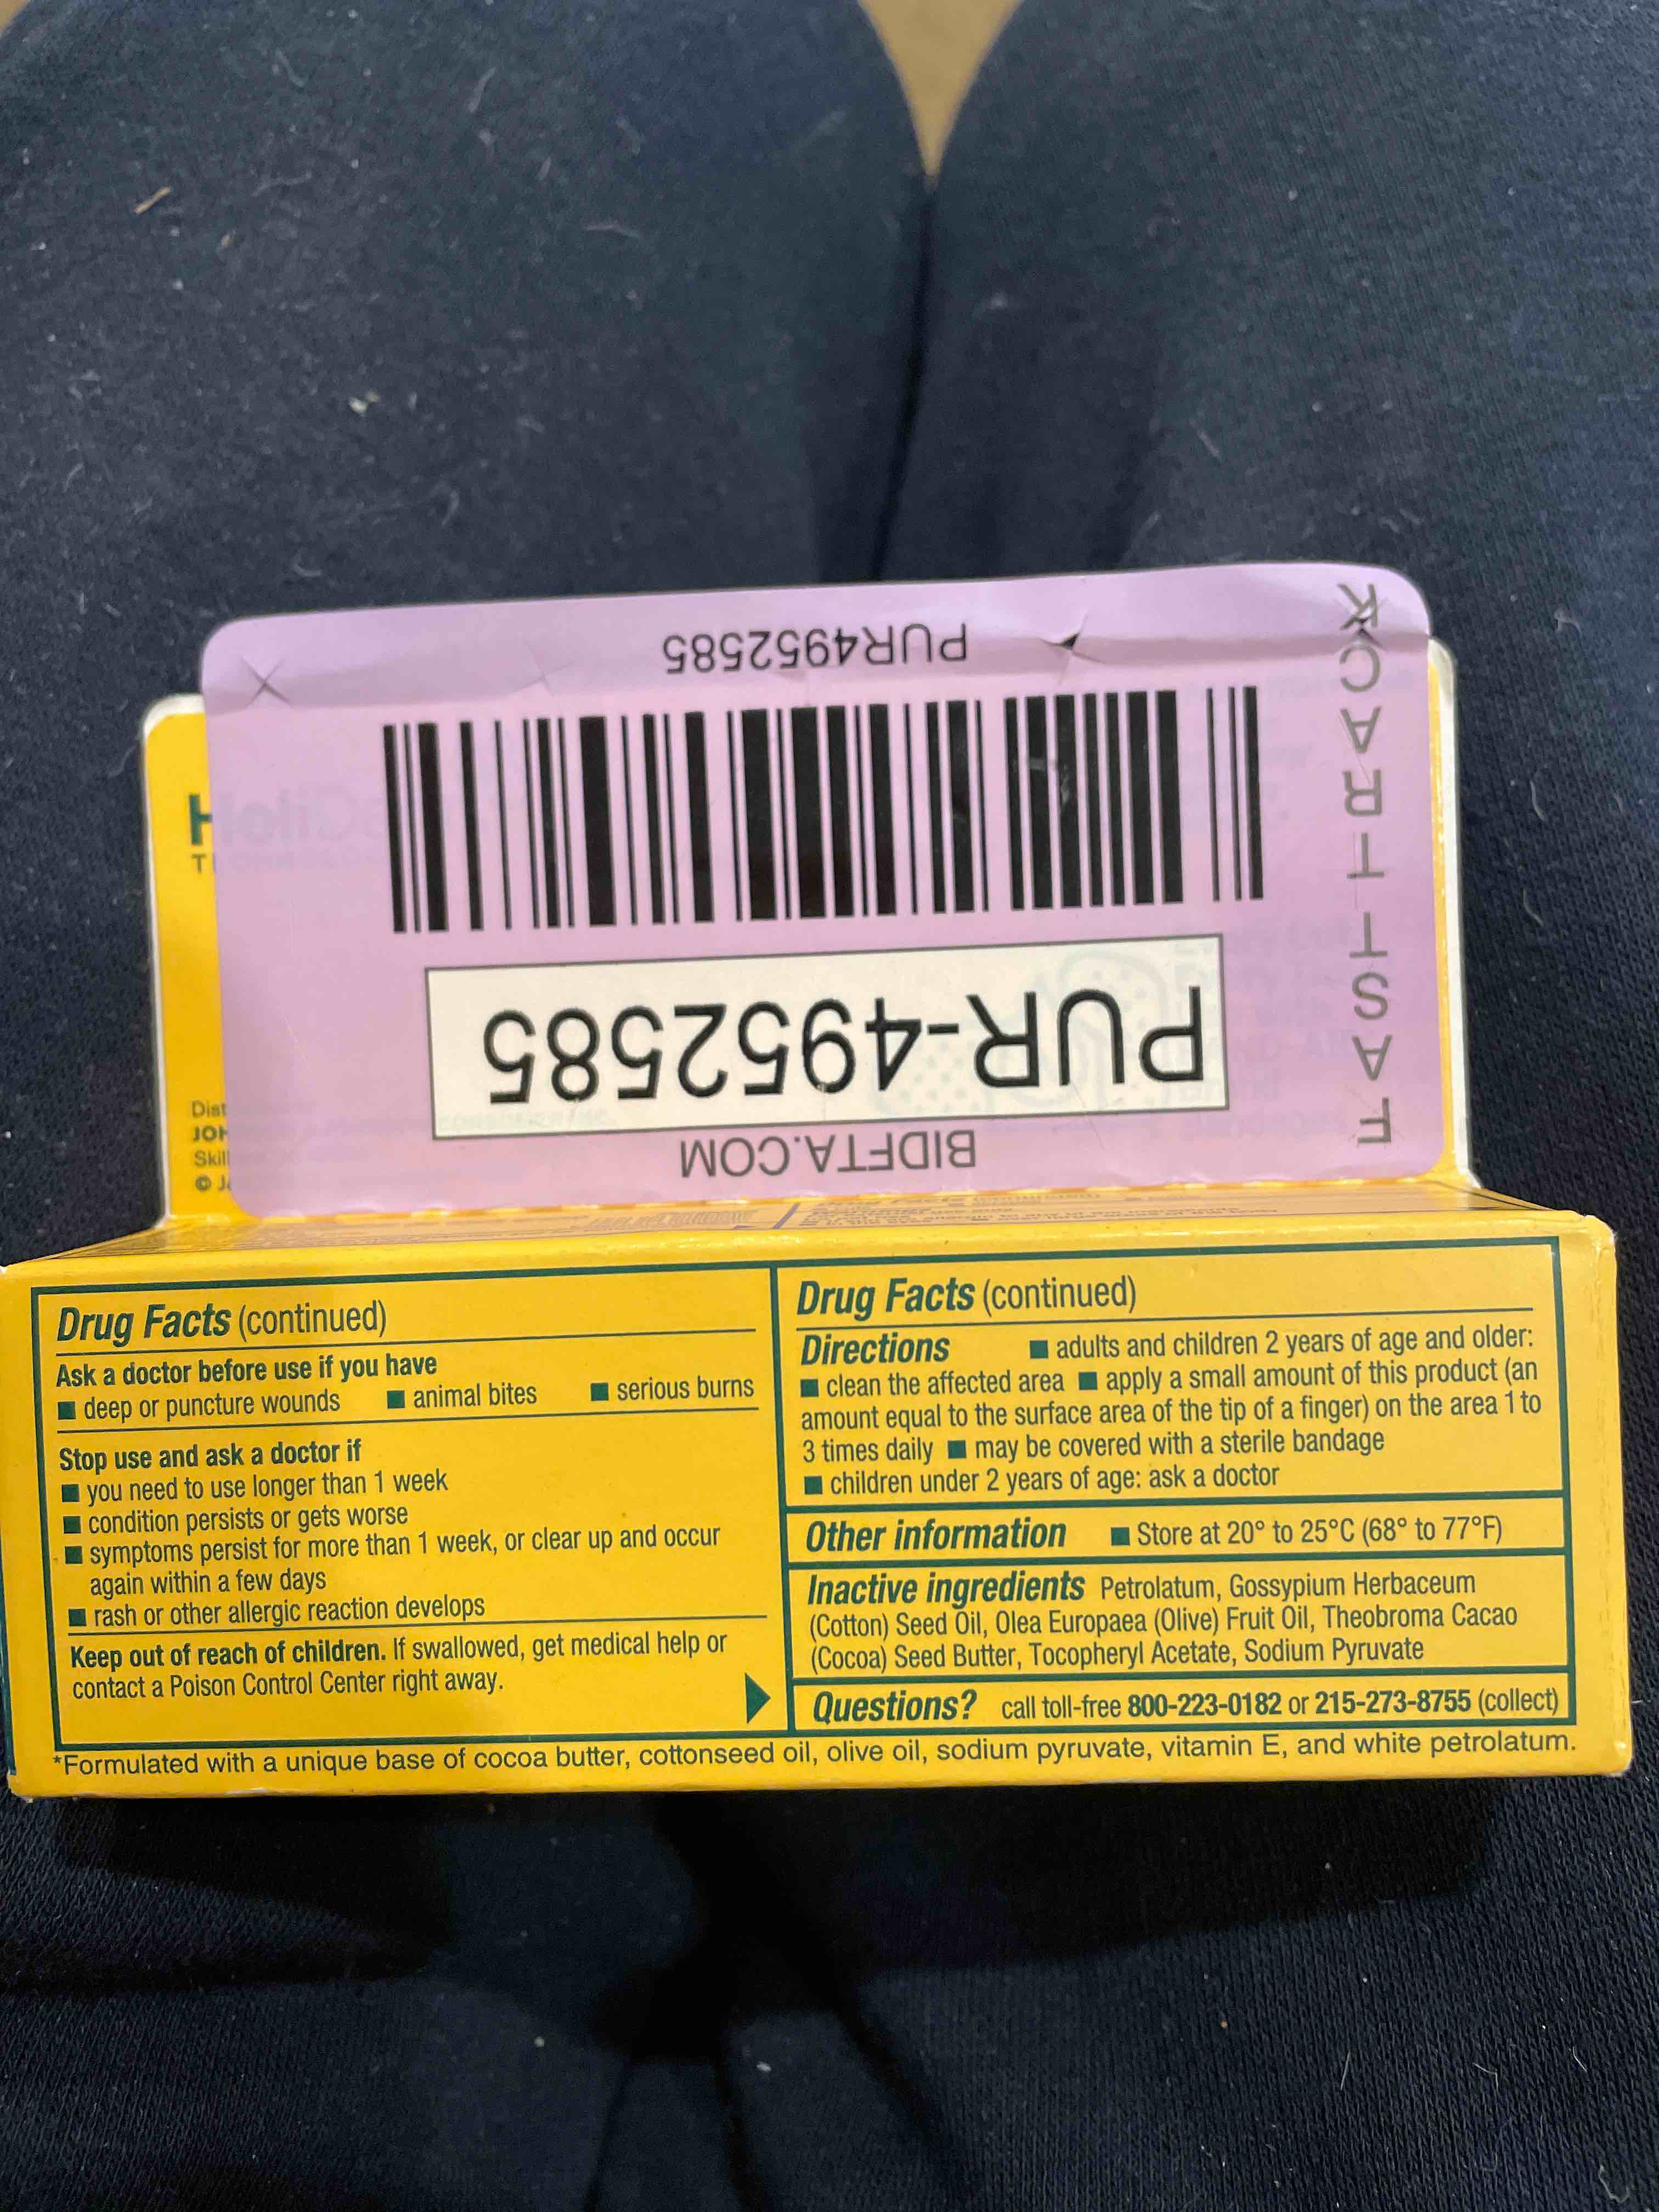 PUR4952585
FAST TRACK
PUR-4952585
BIDFTA.COM
H
T
Dist
JOH
Skil
© J
Drug Facts (continued)
Ask a doctor before use if you have
■ deep or puncture wounds ■ animal bites ■ serious burns
Stop use and ask a doctor if
■ you need to use longer than 1 week
■ condition persists or gets worse
■ symptoms persist for more than 1 week, or clear up and occur
again within a few days
■ rash or other allergic reaction develops
Keep out of reach of children. If swallowed, get medical help or
contact a Poison Control Center right away.
Drug Facts (continued)
Directions ■ adults and children 2 years of age and older:
■ clean the affected area ■ apply a small amount of this product (an
amount equal to the surface area of the tip of a finger) on the area 1 to
3 times daily ■ may be covered with a sterile bandage
■ children under 2 years of age: ask a doctor
Other information ■ Store at 20° to 25°C (68° to 77°F)
Inactive ingredients Petrolatum, Gossypium Herbaceum
(Cotton) Seed Oil, Olea Europaea (Olive) Fruit Oil, Theobroma Cacao
(Cocoa) Seed Butter, Tocopheryl Acetate, Sodium Pyruvate
Questions? call toll-free 800-223-0182 or 215-273-8755 (collect)
*Formulated with a unique base of cocoa butter, cottonseed oil, olive oil, sodium pyruvate, vitamin E, and white petrolatum.